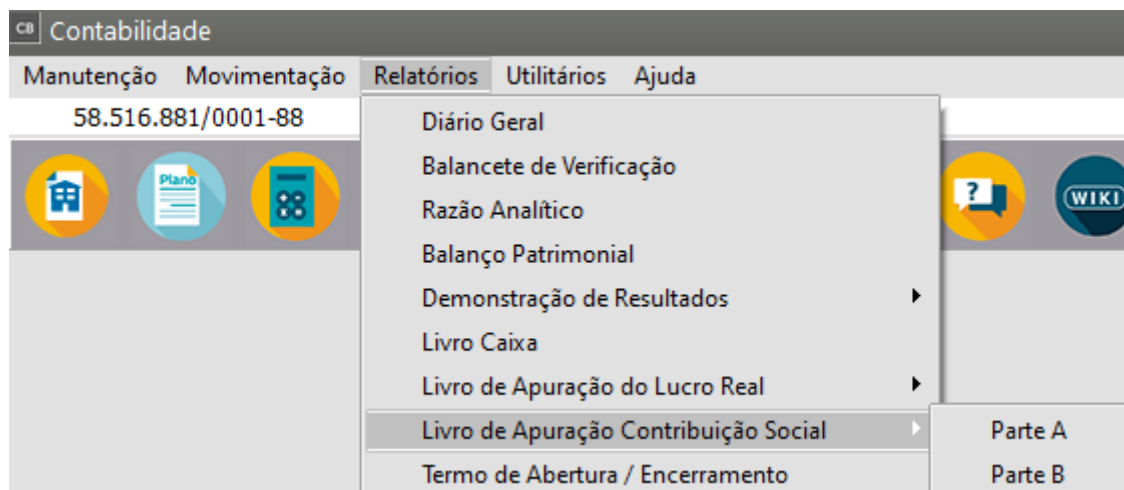 CB Contabilidade
Manutenção Movimentação Relatórios Utilitários Ajuda
58.516.881/0001-88
Plano
?
WIKI
Diário Geral
Balancete de Verificação
Razão Analítico
Balanço Patrimonial
Demonstração de Resultados
Livro Caixa
Livro de Apuração do Lucro Real
Livro de Apuração Contribuição Social
Termo de Abertura / Encerramento
Parte A
Parte B